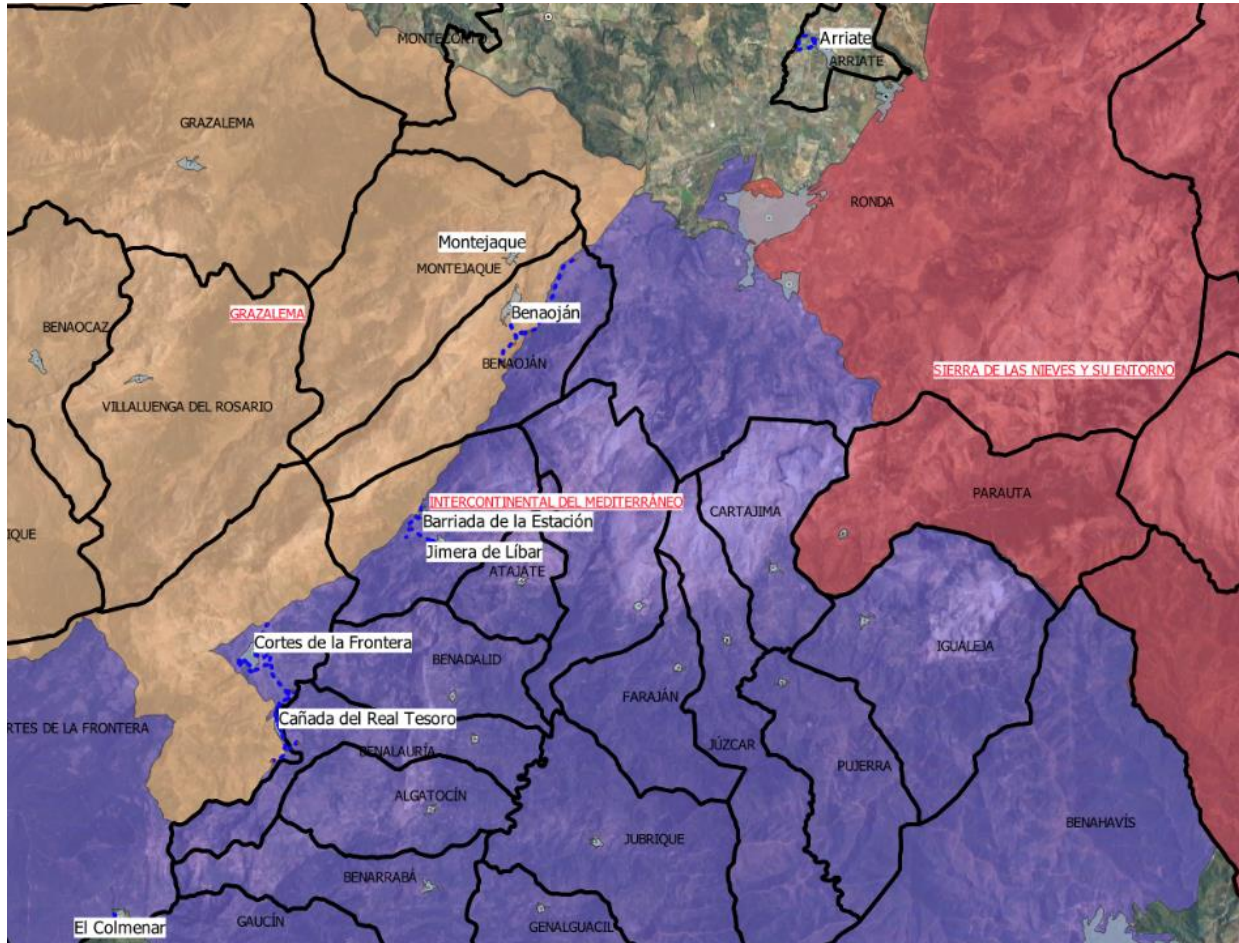 MONTECORTO
Arriate
ARRIATE
GRAZALEMA
RONDA
Montejaque
MONTEJAQUE
GRAZALEMA
Benaoján
BENAOCAZ
BENAOJÁN
SIERRA DE LAS NIEVES Y SU ENTORNO
VILLALUENGA DEL ROSARIO
INTERCONTINENTAL DEL MEDITERRÁNEO
PARAUTA
CARTAJIMA
Barriada de la Estación
IQUE
Jimera de Líbar
ATAJATE
Cortes de la Frontera
IGUALEJA
BENADALID
FARAJÁN
Cañada del Real Tesoro
RTES DE LA FRONTERA
JÚZCAR
BENALAURÍA
PUJERRA
ALGATOCÍN
BENAHAVÍS
JUBRIQUE
BENARRABÁ
El Colmenar
GAUCÍN
GENALGUACIL